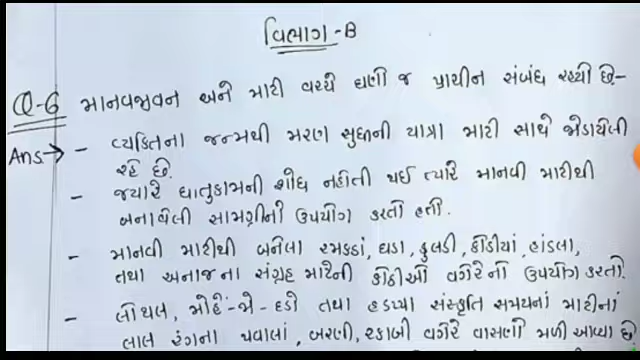 વિભાગ-B
Q-6 માનવજીવન અને માટી વચ્ચે ઘણો જ પ્રાચીન સંબંધ રહ્યો છે-
Ans→ - વ્યકિતના જન્મથી મરણ સુધીની યાત્રા માટી સાથે જોડાયેલી
રહે છે.
- જયારે ધાતુકામની શોધ નહોતી થઈ ત્યારે માનવી માટીથી
બનાવેલી સામગ્રીનો ઉપયોગ કરતો હતો.
- માનવી માટીથી બનેલા રમકડાં, ઘડા, કુલડી, કોડીયાં, હાંડલા,
તથા અનાજના સંગ્રહ માટેની કોઠીઓ વગેરેનો ઉપયોગ કરતો.
- લોથલ, મોહેં-જો-દડો તથા હડપ્પા સંસ્કૃતિ સમયનાં માટીનાં
લાલ રંગના પ્યાલાં, બરણી, રકાબી વગેરે વાસણો મળી આવ્યા છે.